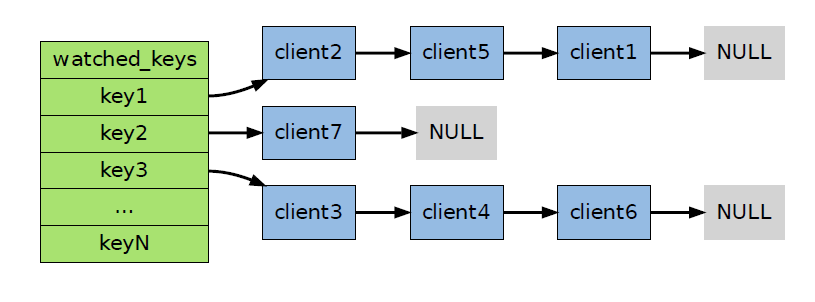 watched_keys
key1
key2
key3
...
keyN
client2 client5 client1 NULL
client7 NULL
client3 client4 client6 NULL